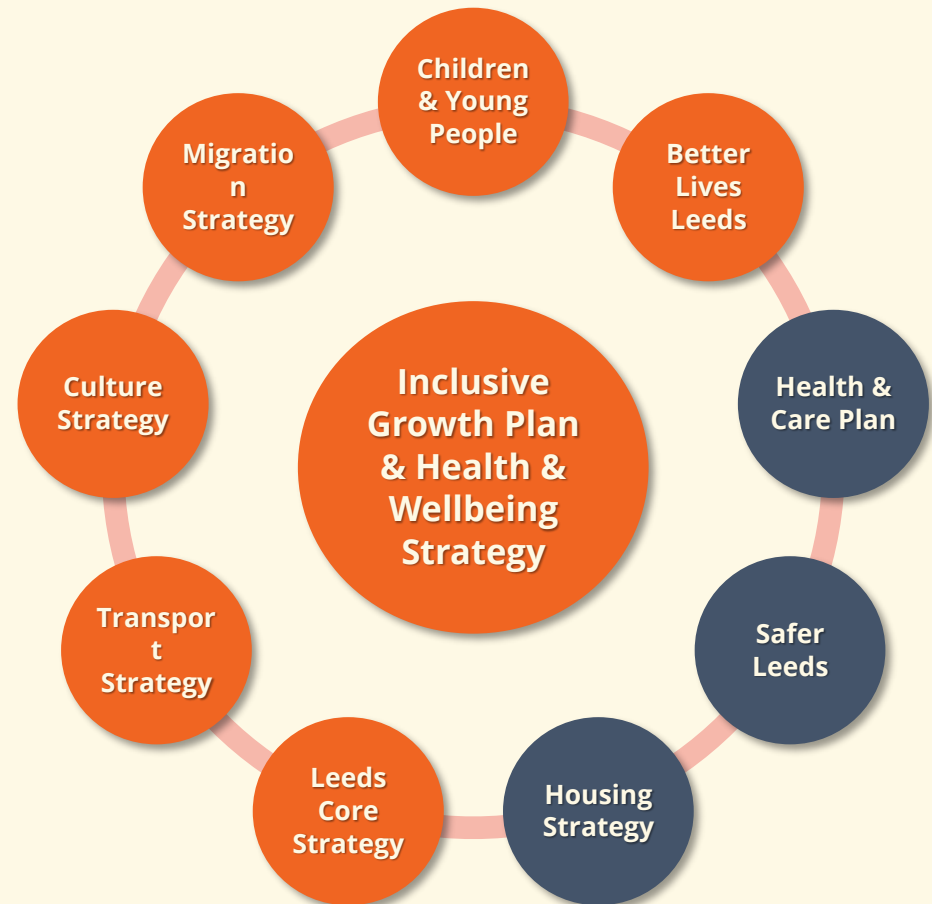 Children
& Young
People
Better
Lives
Leeds
Health &
Care Plan
Safer
Leeds
Housing
Strategy
Leeds
Core
Strategy
Transpor
t
Strategy
Culture
Strategy
Migratio
n
Strategy
Inclusive
Growth Plan
& Health &
Wellbeing
Strategy